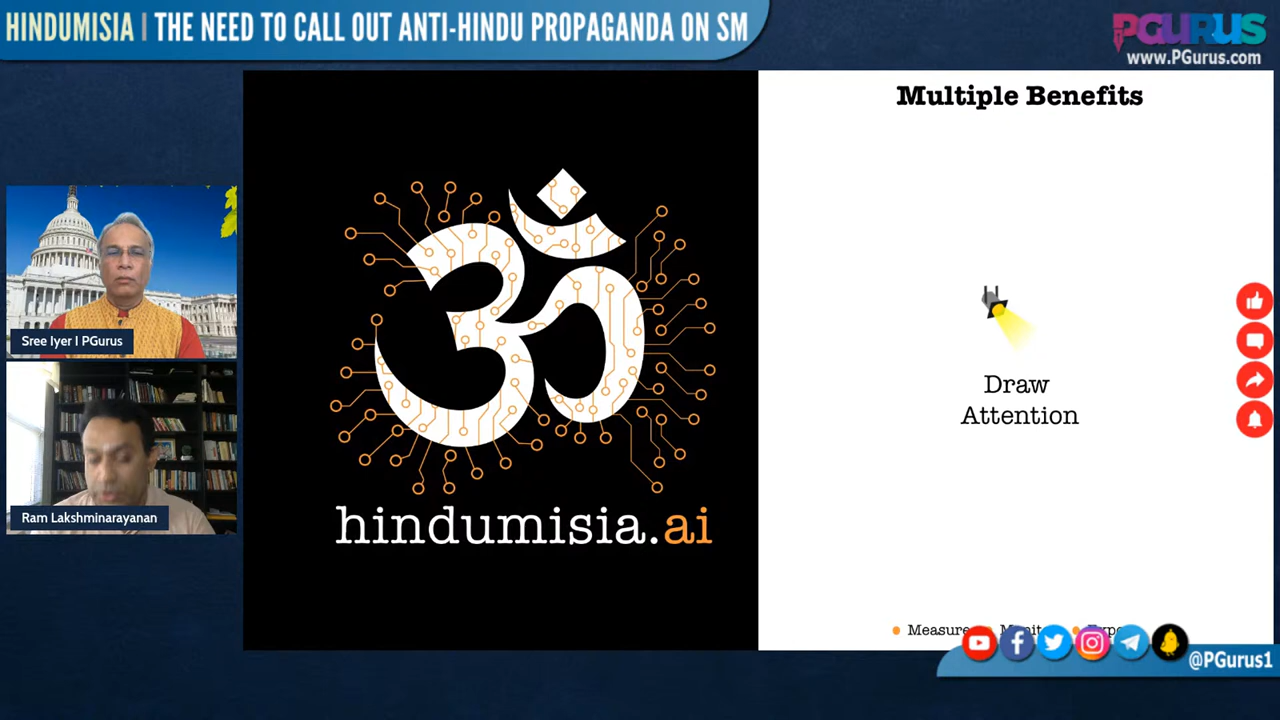 HINDUMISIA | THE NEED TO CALL OUT ANTI-HINDU PROPAGANDA ON SM
PGURUS
www.PGurus.com
Multiple Benefits
ॐ
Sree Iyer I PGurus
Draw
Attention
Ram Lakshminarayanan
hindumisia.ai
Measure
@PGurus1